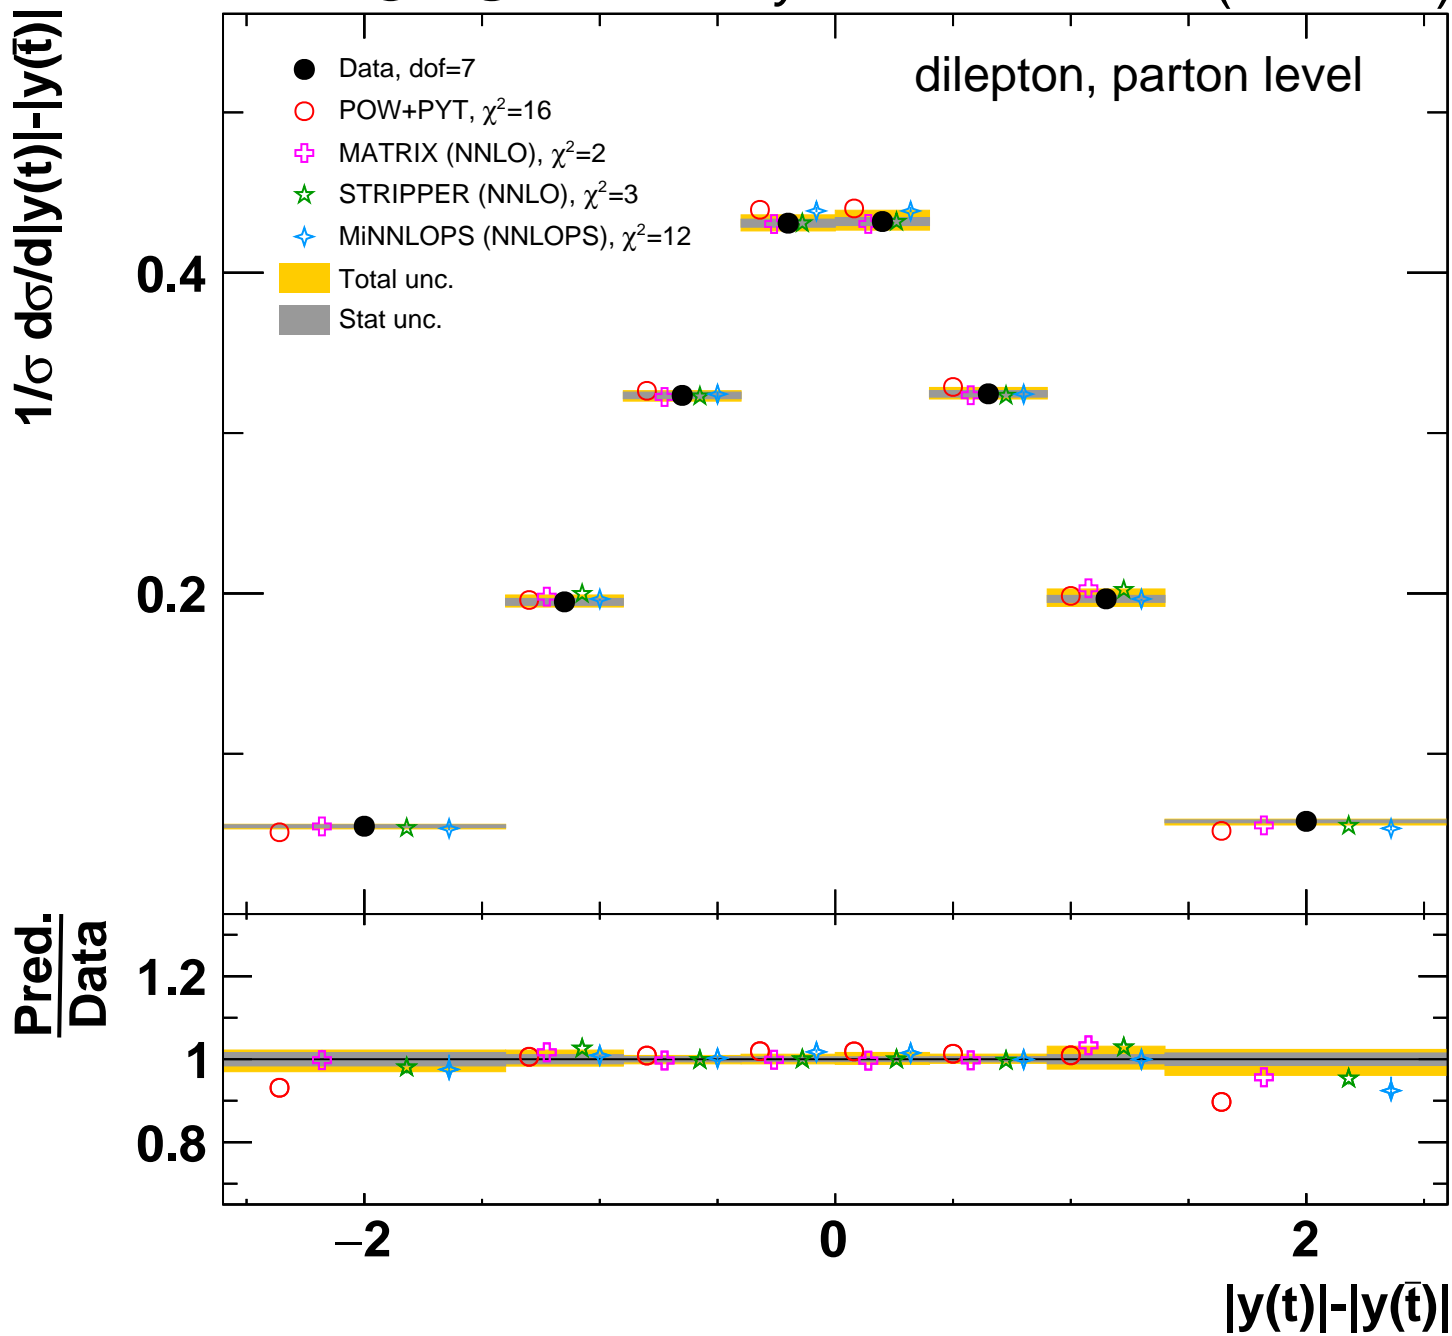 dilepton, parton level
Data, dof=7
POW+PYT, χ²=16
MATRIX (NNLO), χ²=2
STRIPPER (NNLO), χ²=3
MiNNLOPS (NNLOPS), χ²=12
Total unc.
Stat unc.
1/σ dσ/d|y(t)|-|y(t̄)|
0.4
0.2
Pred.
Data
1.2
1
0.8
−2
0
2
|y(t)|-|y(t̄)|